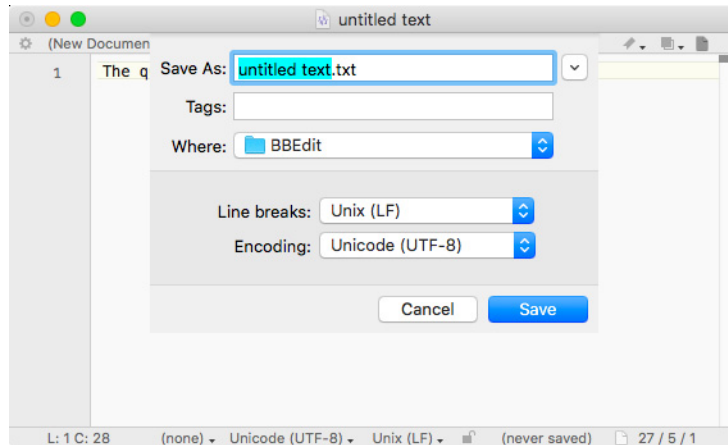 untitled text
(New Documen
1 The q
Save As: untitled text.txt
Tags:
Where: BBEdit
Line breaks: Unix (LF)
Encoding: Unicode (UTF-8)
Cancel Save
L: 1 C: 28 (none) Unicode (UTF-8) Unix (LF) (never saved) 27 / 5 / 1